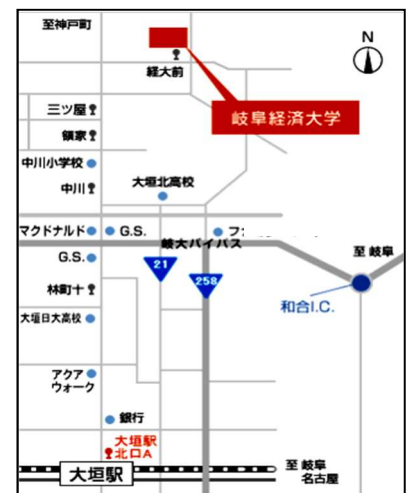 至神戸町
N
経大前
岐阜経済大学
三ツ屋
領家
中川小学校
中川
大垣北高校
マクドナルド
G.S.
岐大バイパス
至 岐阜
G.S.
21
258
林町十
和合I.C.
大垣日大高校
アクア
ウォーク
銀行
大垣駅
北口A
大垣駅
至 岐阜
名古屋